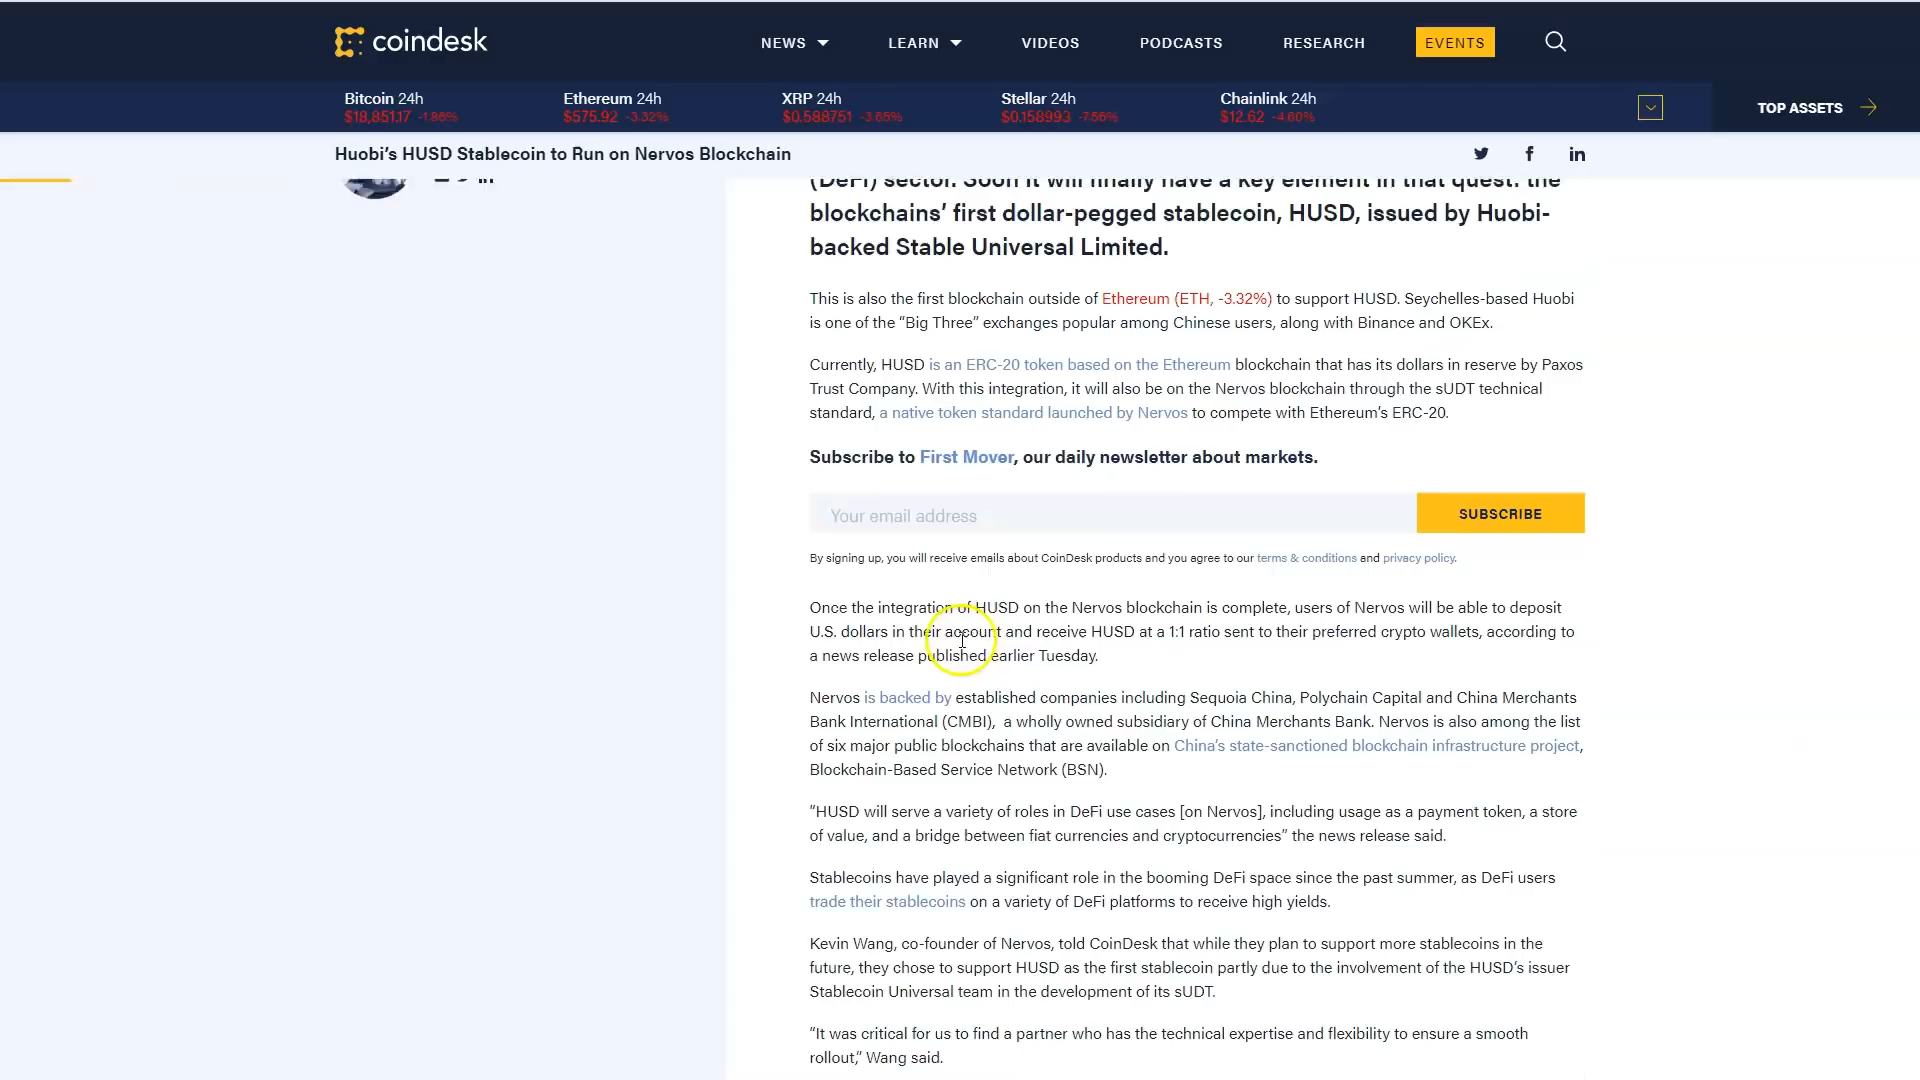 coindesk
NEWS
LEARN
VIDEOS
PODCASTS
RESEARCH
EVENTS
Bitcoin 24h
$18,851.17 -1.86%
Ethereum 24h
$575.92 -3.32%
XRP 24h
$0.588751 -3.65%
Stellar 24h
$0.158993 -7.56%
Chainlink 24h
$12.62 -4.60%
TOP ASSETS
Huobi’s HUSD Stablecoin to Run on Nervos Blockchain
(DeFi) sector. Soon it will finally have a key element in that quest: the
blockchains’ first dollar-pegged stablecoin, HUSD, issued by Huobi-
backed Stable Universal Limited.
This is also the first blockchain outside of Ethereum (ETH, -3.32%) to support HUSD. Seychelles-based Huobi
is one of the “Big Three” exchanges popular among Chinese users, along with Binance and OKEx.
Currently, HUSD is an ERC-20 token based on the Ethereum blockchain that has its dollars in reserve by Paxos
Trust Company. With this integration, it will also be on the Nervos blockchain through the sUDT technical
standard, a native token standard launched by Nervos to compete with Ethereum’s ERC-20.
Subscribe to First Mover, our daily newsletter about markets.
Your email address
SUBSCRIBE
By signing up, you will receive emails about CoinDesk products and you agree to our terms & conditions and privacy policy.
Once the integration of HUSD on the Nervos blockchain is complete, users of Nervos will be able to deposit
U.S. dollars in their account and receive HUSD at a 1:1 ratio sent to their preferred crypto wallets, according to
a news release published earlier Tuesday.
Nervos is backed by established companies including Sequoia China, Polychain Capital and China Merchants
Bank International (CMBI), a wholly owned subsidiary of China Merchants Bank. Nervos is also among the list
of six major public blockchains that are available on China’s state-sanctioned blockchain infrastructure project,
Blockchain-Based Service Network (BSN).
“HUSD will serve a variety of roles in DeFi use cases [on Nervos], including usage as a payment token, a store
of value, and a bridge between fiat currencies and cryptocurrencies” the news release said.
Stablecoins have played a significant role in the booming DeFi space since the past summer, as DeFi users
trade their stablecoins on a variety of DeFi platforms to receive high yields.
Kevin Wang, co-founder of Nervos, told CoinDesk that while they plan to support more stablecoins in the
future, they chose to support HUSD as the first stablecoin partly due to the involvement of the HUSD’s issuer
Stablecoin Universal team in the development of its sUDT.
“It was critical for us to find a partner who has the technical expertise and flexibility to ensure a smooth
rollout,” Wang said.